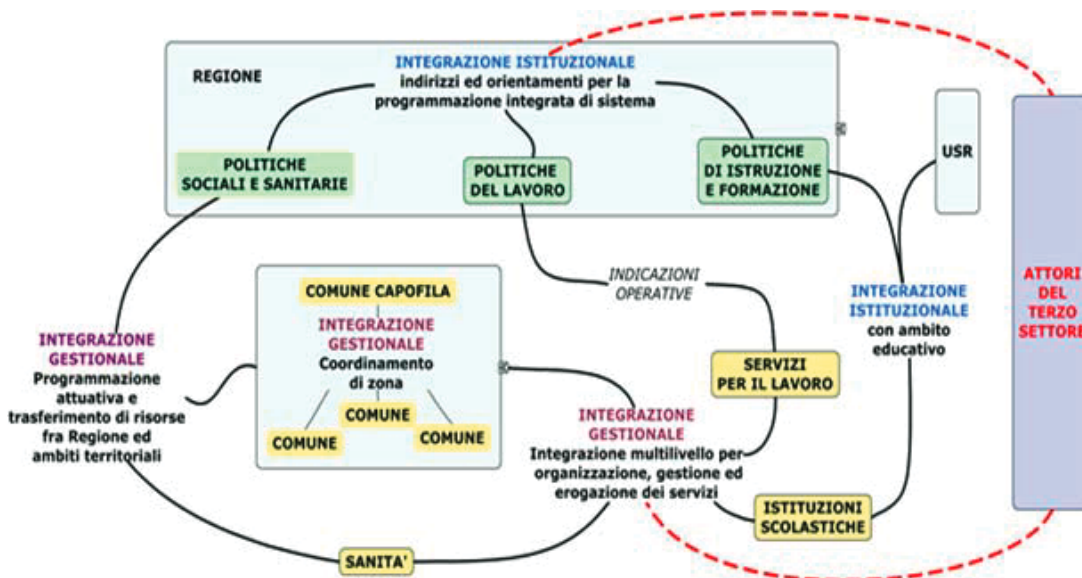 REGIONE
INTEGRAZIONE ISTITUZIONALE
indirizzi ed orientamenti per la
programmazione integrata di sistema
POLITICHE
SOCIALI E SANITARIE
POLITICHE
DEL LAVORO
POLITICHE
DI ISTRUZIONE
E FORMAZIONE
USR
INDICAZIONI
OPERATIVE
COMUNE CAPOFILA
INTEGRAZIONE
GESTIONALE
Coordinamento
di zona
COMUNE
COMUNE
COMUNE
INTEGRAZIONE
GESTIONALE
Programmazione
attuativa e
trasferimento di risorse
fra Regione ed
ambiti territoriali
INTEGRAZIONE
ISTITUZIONALE
con ambito
educativo
ATTORI
DEL
TERZO
SETTORE
SERVIZI
PER IL LAVORO
INTEGRAZIONE
GESTIONALE
Integrazione multilivello per
organizzazione, gestione ed
erogazione dei servizi
ISTITUZIONI
SCOLASTICHE
SANITA'